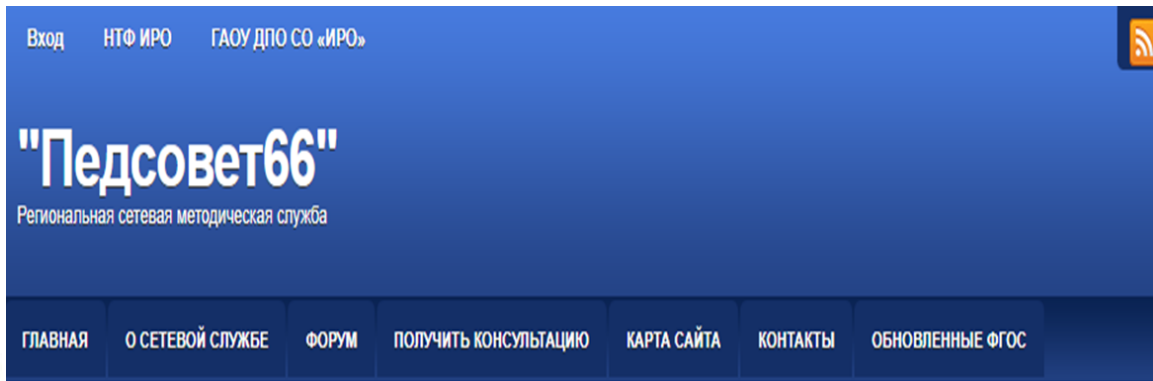 Вход НТФ ИРО ГАОУ ДПО СО «ИРО»
"Педсовет66"
Региональная сетевая методическая служба
ГЛАВНАЯ О СЕТЕВОЙ СЛУЖБЕ ФОРУМ ПОЛУЧИТЬ КОНСУЛЬТАЦИЮ КАРТА САЙТА КОНТАКТЫ ОБНОВЛЕННЫЕ ФГОС